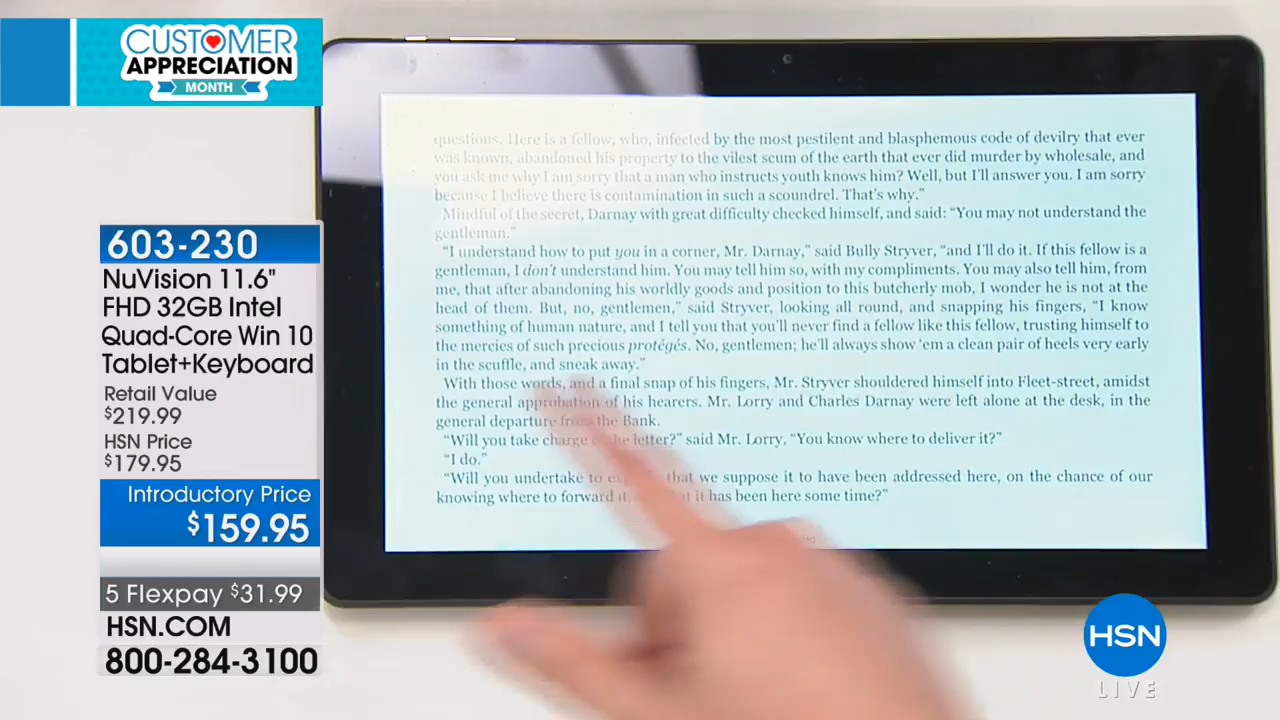 CUSTOMER
APPRECIATION
MONTH
603-230
NuVision 11.6"
FHD 32GB Intel
Quad-Core Win 10
Tablet+Keyboard
Retail Value
$219.99
HSN Price
$179.95
Introductory Price
$159.95
5 Flexpay $31.99
HSN.COM
800-284-3100
questions. Here is a fellow, who, infected by the most pestilent and blasphemous code of devilry that ever
was known, abandoned his property to the vilest scum of the earth that ever did murder by wholesale, and
you ask me why I am sorry that a man who instructs youth knows him? Well, but I'll answer you. I am sorry
because I believe there is contamination in such a scoundrel. That's why.”
Mindful of the secret, Darnay with great difficulty checked himself, and said: “You may not understand the
gentleman.”
“I understand how to put you in a corner, Mr. Darnay,” said Bully Stryver, “and I'll do it. If this fellow is a
gentleman, I don't understand him. You may tell him so, with my compliments. You may also tell him, from
me, that after abandoning his worldly goods and position to this butcherly mob, I wonder he is not at the
head of them. But, no, gentlemen,” said Stryver, looking all round, and snapping his fingers, “I know
something of human nature, and I tell you that you'll never find a fellow like this fellow, trusting himself to
the mercies of such precious protégés. No, gentlemen; he'll always show 'em a clean pair of heels very early
in the scuffle, and sneak away.”
With those words, and a final snap of his fingers, Mr. Stryver shouldered himself into Fleet-street, amidst
the general approbation of his hearers. Mr. Lorry and Charles Darnay were left alone at the desk, in the
general departure from the Bank.
“Will you take charge of the letter?” said Mr. Lorry, “You know where to deliver it?”
“I do.”
“Will you undertake to that we suppose it to have been addressed here, on the chance of our
knowing where to forward it, it has been here some time?”
HSN
LIVE